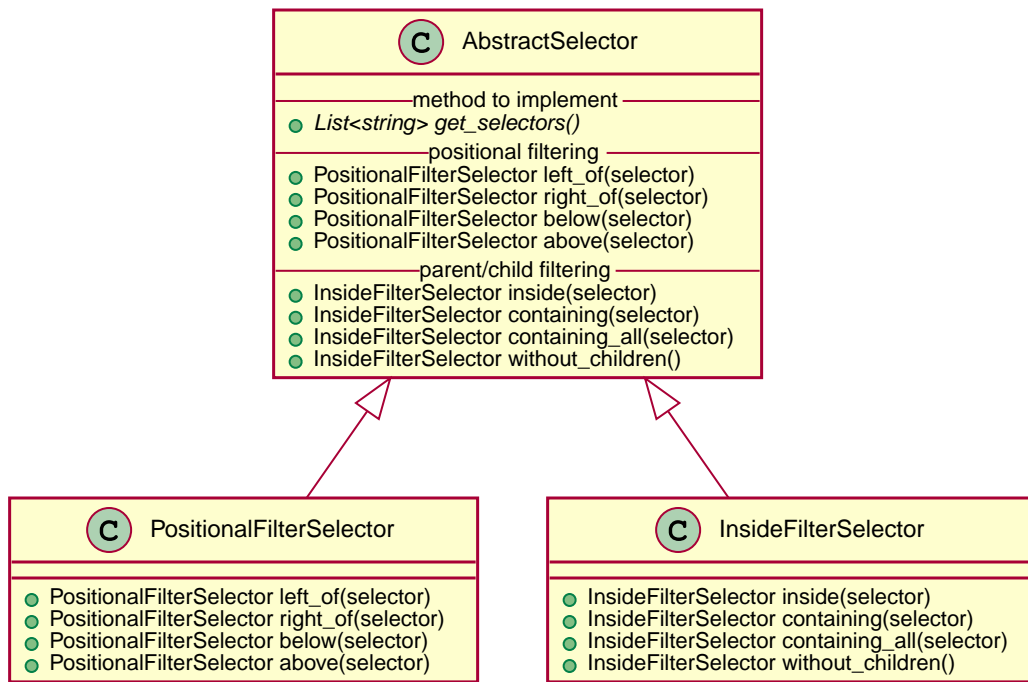 C AbstractSelector
method to implement
List<string> get_selectors()
positional filtering
PositionalFilterSelector left_of(selector)
PositionalFilterSelector right_of(selector)
PositionalFilterSelector below(selector)
PositionalFilterSelector above(selector)
parent/child filtering
InsideFilterSelector inside(selector)
InsideFilterSelector containing(selector)
InsideFilterSelector containing_all(selector)
InsideFilterSelector without_children()
C PositionalFilterSelector
PositionalFilterSelector left_of(selector)
PositionalFilterSelector right_of(selector)
PositionalFilterSelector below(selector)
PositionalFilterSelector above(selector)
C InsideFilterSelector
InsideFilterSelector inside(selector)
InsideFilterSelector containing(selector)
InsideFilterSelector containing_all(selector)
InsideFilterSelector without_children()